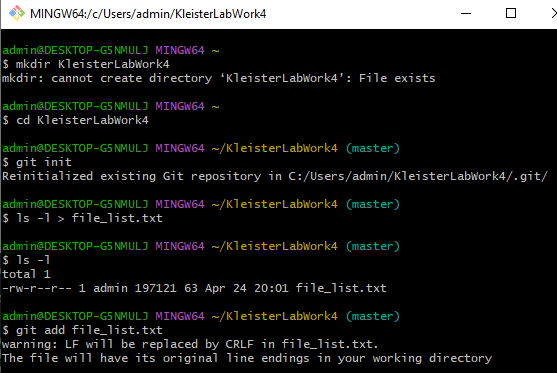 MINGW64:/c/Users/admin/KleisterLabWork4
admin@DESKTOP-G5NMULJ MINGW64 ~
$ mkdir KleisterLabWork4
mkdir: cannot create directory ‘KleisterLabWork4’: File exists
admin@DESKTOP-G5NMULJ MINGW64 ~
$ cd KleisterLabWork4
admin@DESKTOP-G5NMULJ MINGW64 ~/KleisterLabWork4 (master)
$ git init
Reinitialized existing Git repository in C:/Users/admin/KleisterLabWork4/.git/
admin@DESKTOP-G5NMULJ MINGW64 ~/KleisterLabWork4 (master)
$ ls -l > file_list.txt
admin@DESKTOP-G5NMULJ MINGW64 ~/KleisterLabWork4 (master)
$ ls -l
total 1
-rw-r--r-- 1 admin 197121 63 Apr 24 20:01 file_list.txt
admin@DESKTOP-G5NMULJ MINGW64 ~/KleisterLabWork4 (master)
$ git add file_list.txt
warning: LF will be replaced by CRLF in file_list.txt.
The file will have its original line endings in your working directory